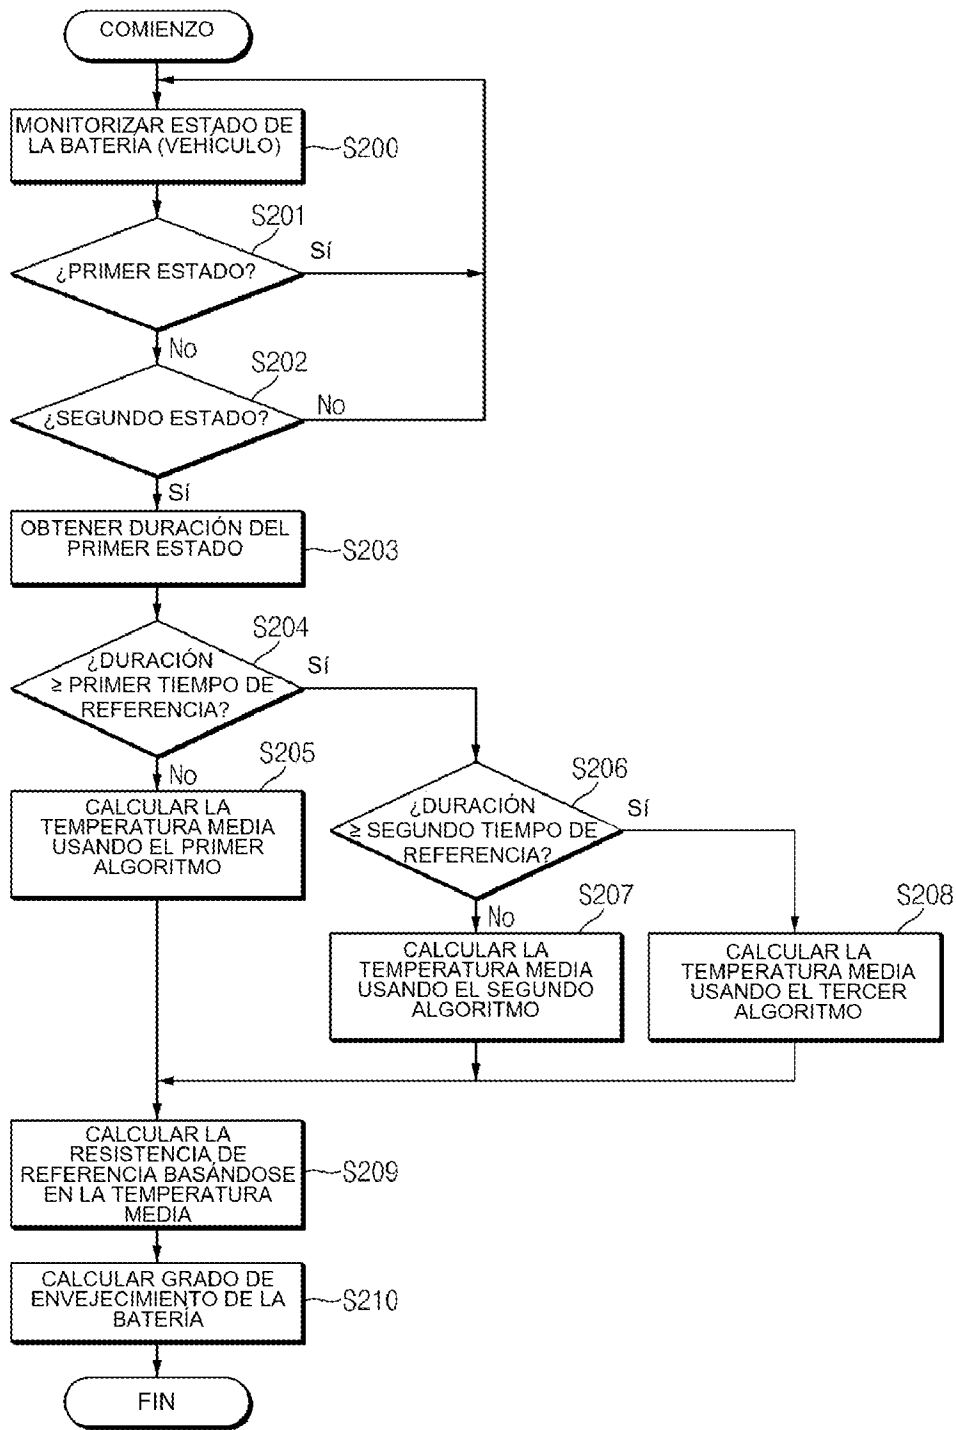 COMIENZO
MONITORIZAR ESTADO DE
LA BATERÍA (VEHICULO)
S200
S201
Sí
¿PRIMER ESTADO?
No
S202
No
¿SEGUNDO ESTADO?
Sí
OBTENER DURACIÓN DEL
PRIMER ESTADO
S203
S204
Sí
¿DURACIÓN
≥ PRIMER TIEMPO DE
REFERENCIA?
No
S205
CALCULAR LA
TEMPERATURA MEDIA
USANDO EL PRIMER
ALGORITMO
S206
Sí
¿DURACIÓN
≥ SEGUNDO TIEMPO DE
REFERENCIA?
No
S207
CALCULAR LA
TEMPERATURA MEDIA
USANDO EL SEGUNDO
ALGORITMO
S208
CALCULAR LA
TEMPERATURA MEDIA
USANDO EL TERCER
ALGORITMO
CALCULAR LA
RESISTENCIA DE
REFERENCIA BASÁNDOSE
EN LA TEMPERATURA
MEDIA
S209
CALCULAR GRADO DE
ENVEJECIMIENTO DE LA
BATERÍA
S210
FIN